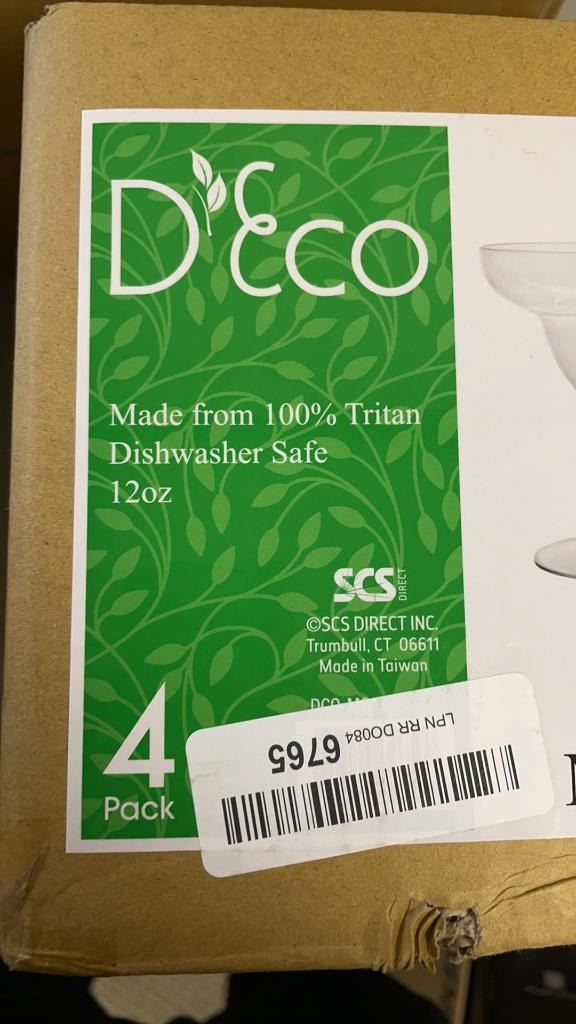 D'Eco
Made from 100% Tritan
Dishwasher Safe
12oz
SCS
DIRECT
©SCS DIRECT INC.
Trumbull, CT 06611
Made in Taiwan
4
Pack
LPN RR DO084 6765